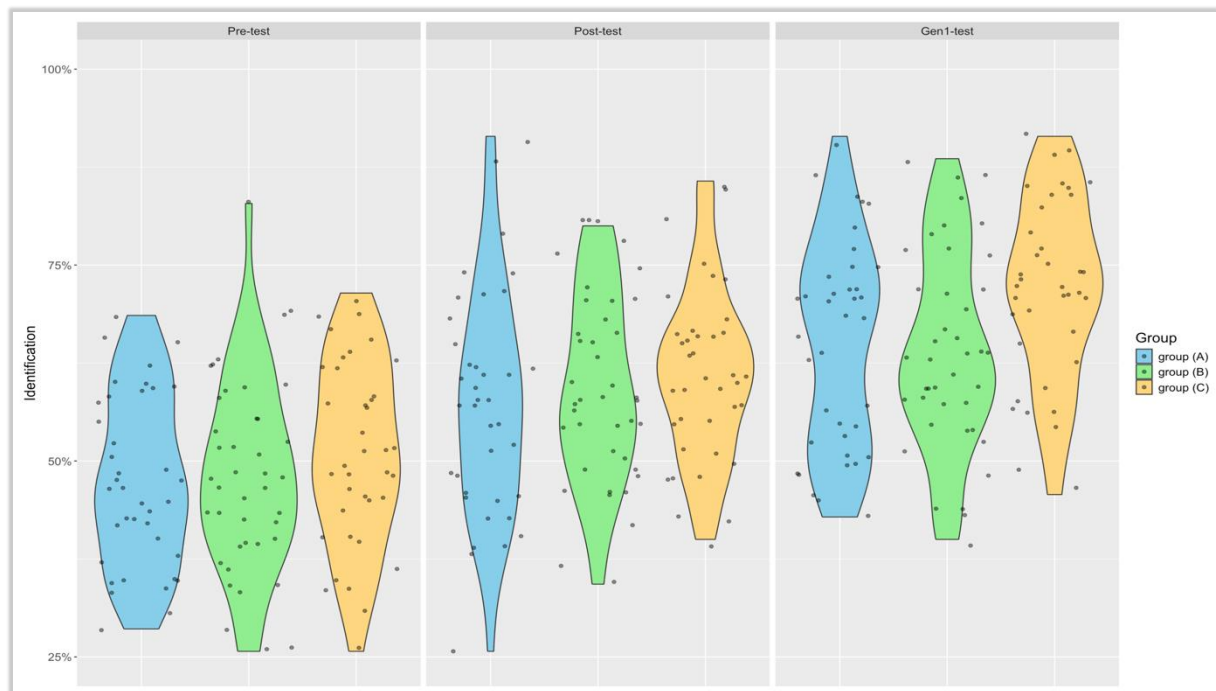 Pre-test
Post-test
Gen1-test
100%
75%
50%
25%
Identification
Group
group (A)
group (B)
group (C)